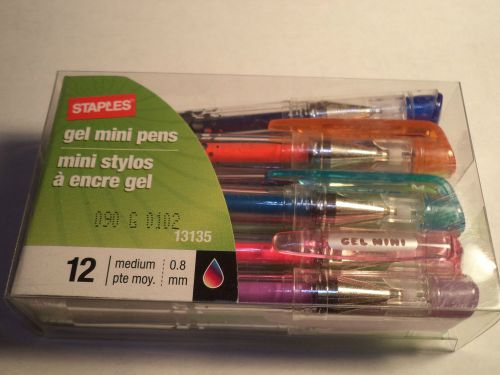 STAPLES
gel mini pens
mini stylos
à encre gel
090 G 0102
13135
12
medium
pte moy.
0.8
mm
GEL MINI